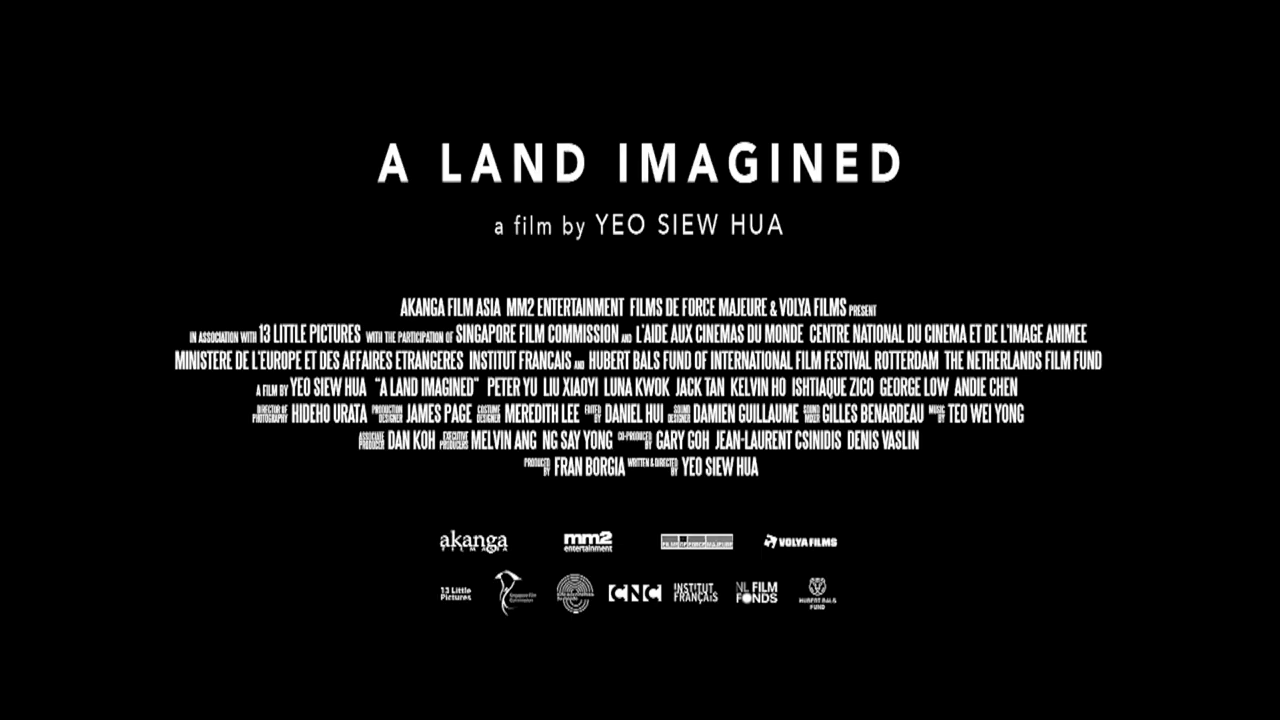 A LAND IMAGINED
a film by YEO SIEW HUA
AKANGA FILM ASIA MM2 ENTERTAINMENT FILMS DE FORCE MAJEURE & VOLYA FILMS PRESENT
IN ASSOCIATION WITH 13 LITTLE PICTURES WITH THE PARTICIPATION OF SINGAPORE FILM COMMISSION AND L'AIDE AUX CINEMAS DU MONDE CENTRE NATIONAL DU CINEMA ET DE L'IMAGE ANIMEE
MINISTERE DE L'EUROPE ET DES AFFAIRES ETRANGERES INSTITUT FRANCAIS AND HUBERT BALS FUND OF INTERNATIONAL FILM FESTIVAL ROTTERDAM THE NETHERLANDS FILM FUND
A FILM BY YEO SIEW HUA "A LAND IMAGINED" PETER YU LIU XIAOYI LUNA KWOK JACK TAN KELVIN HO ISHTIAQUE ZICO GEORGE LOW ANDIE CHEN
DIRECTOR OF PHOTOGRAPHY HIDEHO URATA PRODUCTION DESIGNER JAMES PAGE COSTUME DESIGNER MEREDITH LEE EDITED BY DANIEL HUI SOUND DESIGNER DAMIEN GUILLAUME SOUND MIXER GILLES BENARDEAU MUSIC BY TEO WEI YONG
ASSOCIATE PRODUCER DAN KOH EXECUTIVE PRODUCERS MELVIN ANG NG SAY YONG CO-PRODUCED BY GARY GOH JEAN-LAURENT CSINIDIS DENIS VASLIN
PRODUCED BY FRAN BORGIA WRITTEN & DIRECTED BY YEO SIEW HUA
akanga FILM ASIA mm2 entertainment VOLYA FILMS
13 Little Pictures Singapore Film Commission CNC INSTITUT FRANÇAIS NL FILM FONDS HUBERT BALS FUND